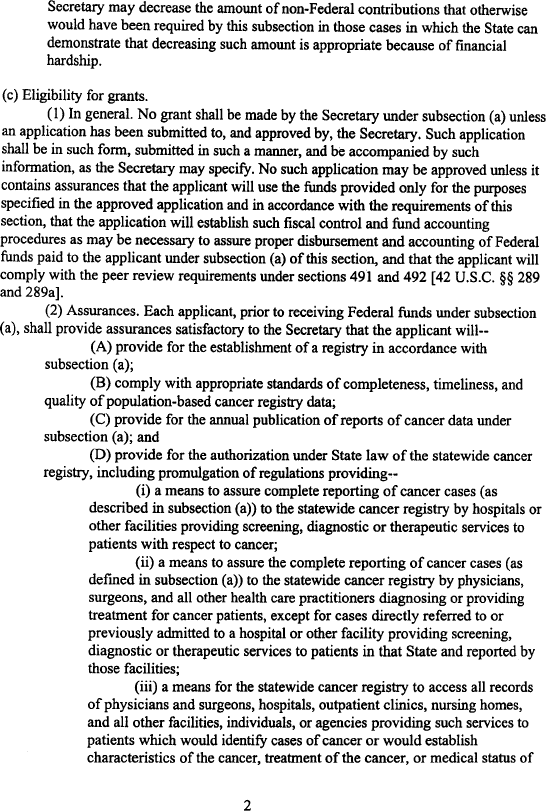 Secretary may decrease the amount of non-Federal contributions that otherwise
would have been required by this subsection in those cases in which the State can
demonstrate that decreasing such amount is appropriate because of financial
hardship.
(c) Eligibility for grants.
(1) In general. No grant shall be made by the Secretary under subsection (a) unless
an application has been submitted to, and approved by, the Secretary. Such application
shall be in such form, submitted in such a manner, and be accompanied by such
information, as the Secretary may specify. No such application may be approved unless it
contains assurances that the applicant will use the funds provided only for the purposes
specified in the approved application and in accordance with the requirements of this
section, that the application will establish such fiscal control and fund accounting
procedures as may be necessary to assure proper disbursement and accounting of Federal
funds paid to the applicant under subsection (a) of this section, and that the applicant will
comply with the peer review requirements under sections 491 and 492 [42 U.S.C. §§ 289
and 289a].
(2) Assurances. Each applicant, prior to receiving Federal funds under subsection
(a), shall provide assurances satisfactory to the Secretary that the applicant will--
(A) provide for the establishment of a registry in accordance with
subsection (a);
(B) comply with appropriate standards of completeness, timeliness, and
quality of population-based cancer registry data;
(C) provide for the annual publication of reports of cancer data under
subsection (a); and
(D) provide for the authorization under State law of the statewide cancer
registry, including promulgation of regulations providing--
(i) a means to assure complete reporting of cancer cases (as
described in subsection (a)) to the statewide cancer registry by hospitals or
other facilities providing screening, diagnostic or therapeutic services to
patients with respect to cancer;
(ii) a means to assure the complete reporting of cancer cases (as
defined in subsection (a)) to the statewide cancer registry by physicians,
surgeons, and all other health care practitioners diagnosing or providing
treatment for cancer patients, except for cases directly referred to or
previously admitted to a hospital or other facility providing screening,
diagnostic or therapeutic services to patients in that State and reported by
those facilities;
(iii) a means for the statewide cancer registry to access all records
of physicians and surgeons, hospitals, outpatient clinics, nursing homes,
and all other facilities, individuals, or agencies providing such services to
patients which would identify cases of cancer or would establish
characteristics of the cancer, treatment of the cancer, or medical status of
2